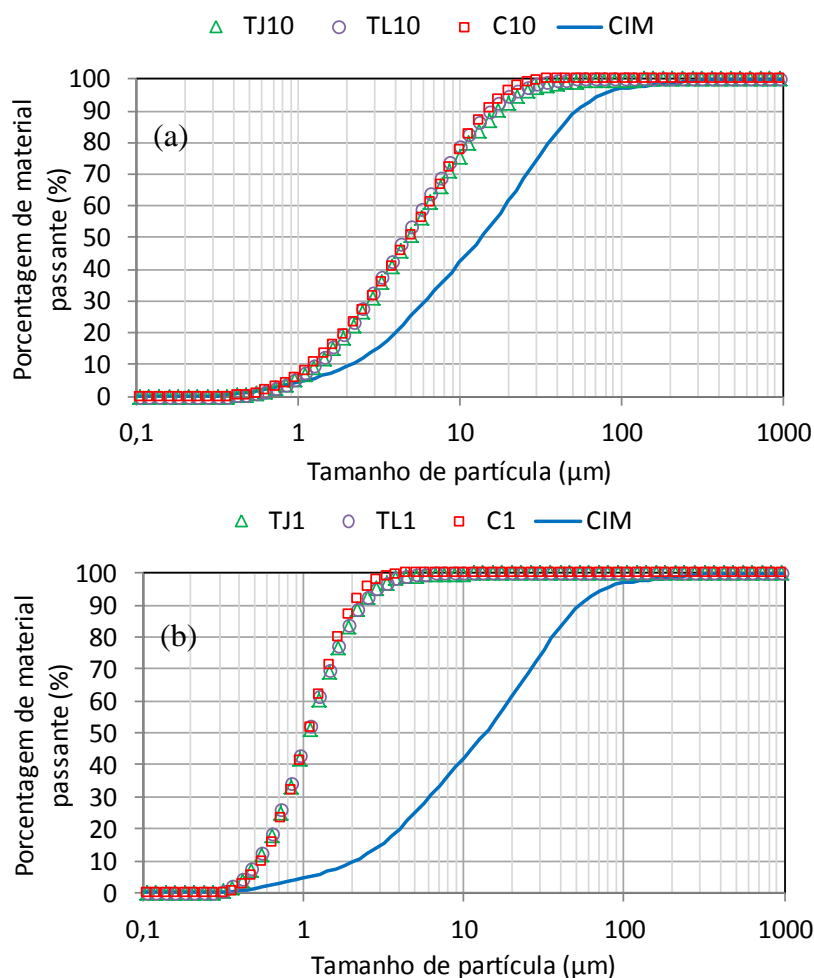 TJ10 TL10 C10 CIM
100
90
80
70
60
50
40
30
20
10
0
(a)
Porcentagem de material
passante (%)
0,1 1 10 100 1000
Tamanho de partícula (µm)
TJ1 TL1 C1 CIM
100
90
80
70
60
50
40
30
20
10
0
(b)
Porcentagem de material
passante (%)
0,1 1 10 100 1000
Tamanho de partícula (µm)